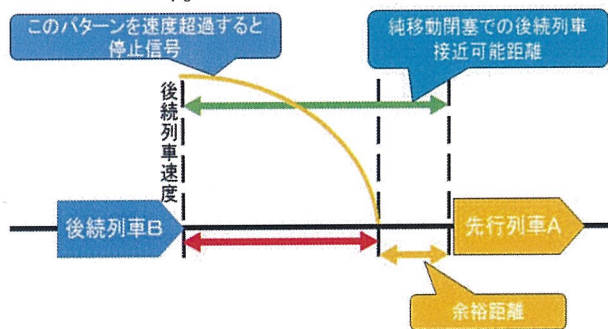 このパターンを速度超過すると
停止信号
純移動閉塞での後続列車
接近可能距離
後続列車速度
後続列車B
先行列車A
余裕距離